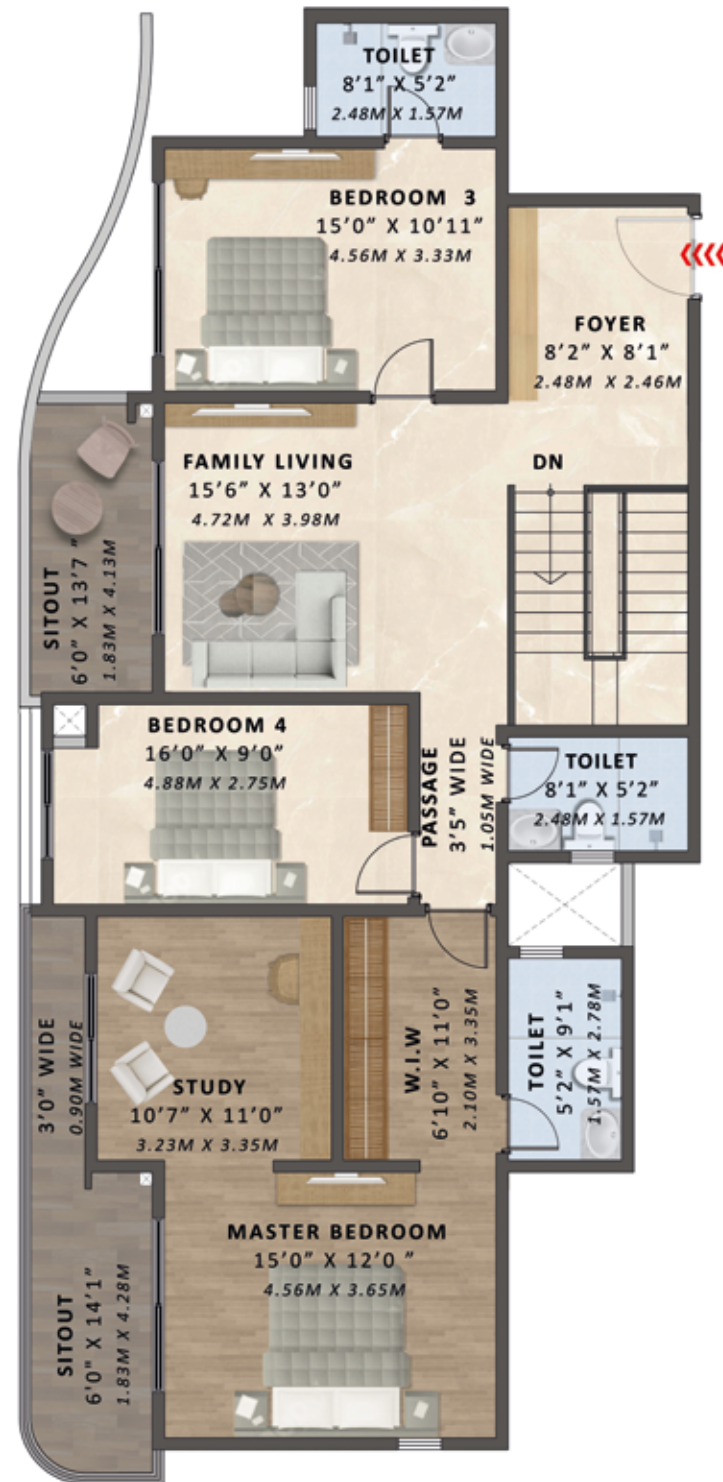 TOILET
8'1" X 5'2"
2.48M X 1.57M
BEDROOM 3
15'0" X 10'11"
4.56M X 3.33M
FOYER
8'2" X 8'1"
2.48M X 2.46M
FAMILY LIVING
15'6" X 13'0"
4.72M X 3.98M
DN
SITOUT
6'0" X 13'7 "
1.83M X 4.13M
BEDROOM 4
16'0" X 9'0"
4.88M X 2.75M
PASSAGE
3'5" WIDE
1.05M WIDE
TOILET
8'1" X 5'2"
2.48M X 1.57M
3'0" WIDE
0.90M WIDE
STUDY
10'7" X 11'0"
3.23M X 3.35M
W.I.W
6'10" X 11'0"
2.10M X 3.35M
TOILET
5'2" X 9'1"
1.57M X 2.78M
MASTER BEDROOM
15'0" X 12'0 "
4.56M X 3.65M
SITOUT
6'0" X 14'1"
1.83M X 4.28M